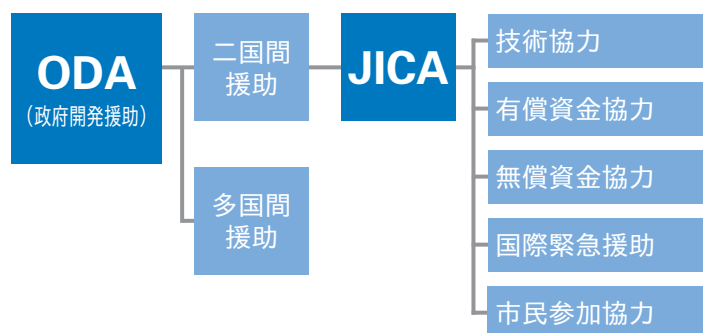 ODA
（政府開発援助）
二国間
援助
多国間
援助
JICA
技術協力
有償資金協力
無償資金協力
国際緊急援助
市民参加協力